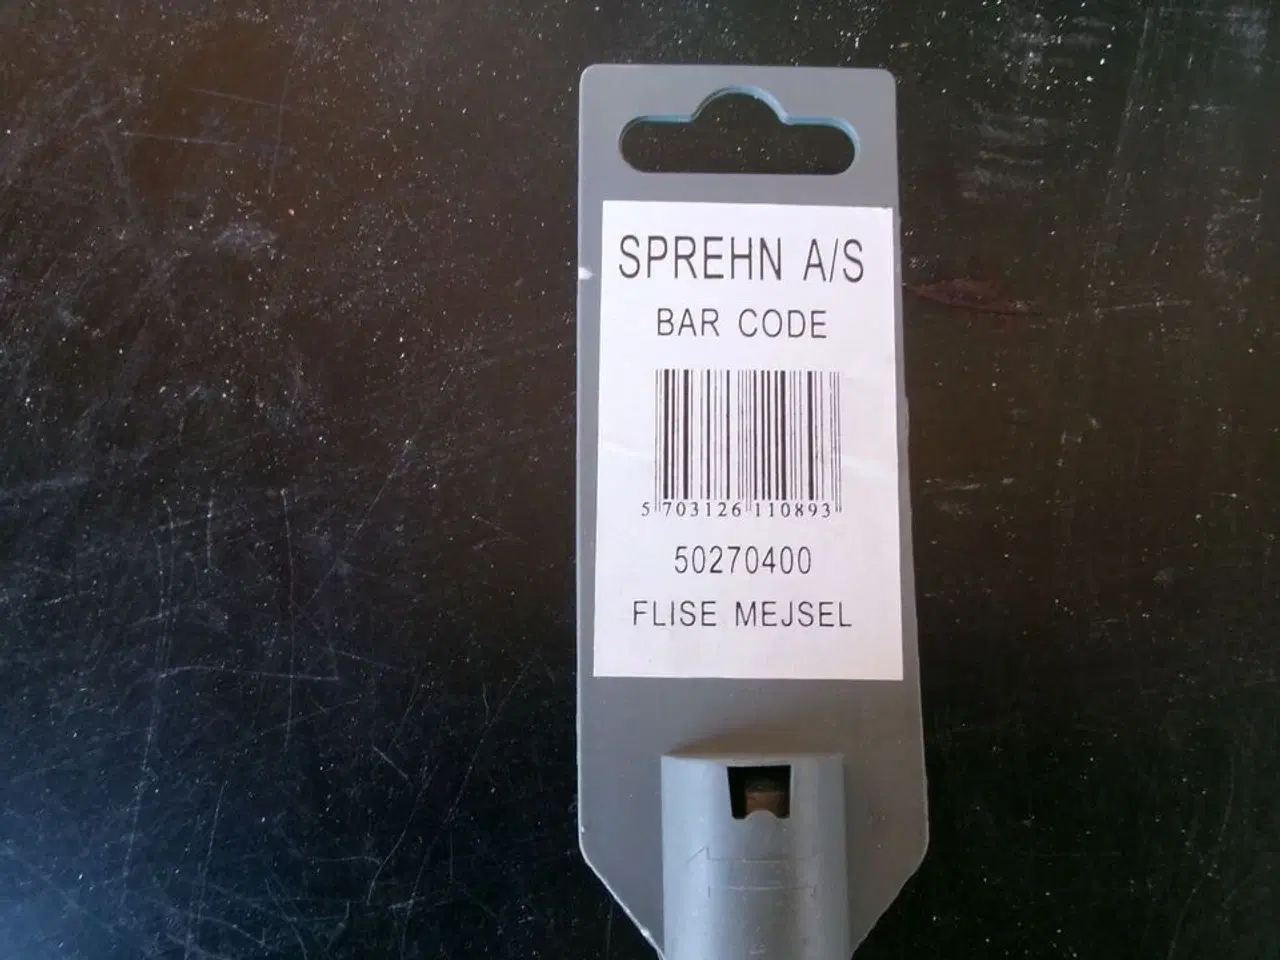 SPREHN A/S
BAR CODE
5 703126 110893
50270400
FLISE MEJSEL